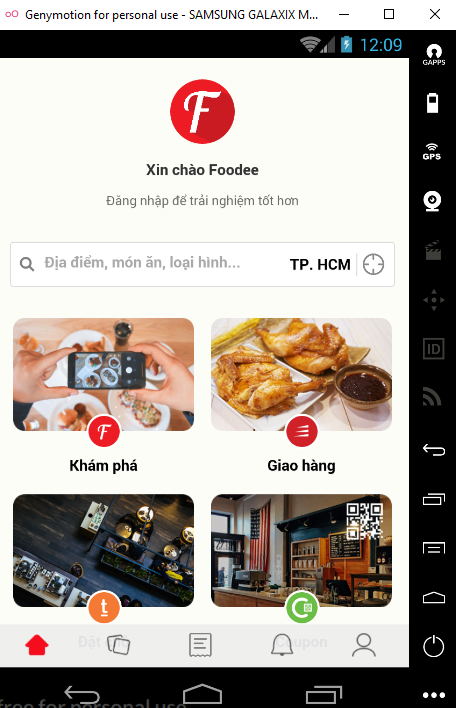 Genymotion for personal use - SAMSUNG GALAXIX M...
12:09
GAPPS
F
Xin chào Foodee
Đăng nhập để trải nghiệm tốt hơn
GPS
Địa điểm, món ăn, loại hình...
TP. HCM
ID
F
Khám phá
Giao hàng
t
C
Đặt
Coupon
free for personal use